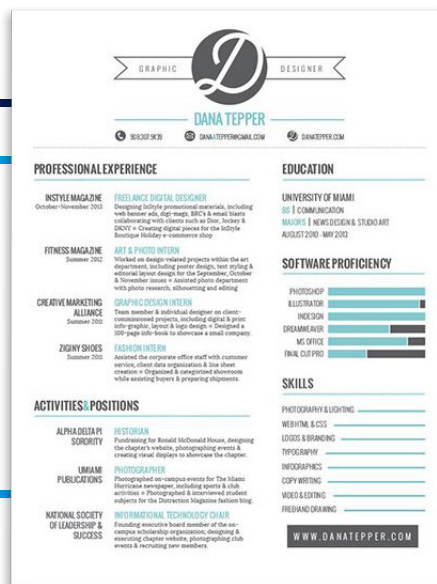 GRAPHIC
DESIGNER
D
DANA TEPPER
908.307.9439
DANAATEPPER@GMAIL.COM
DANATEPPER.COM
PROFESSIONAL EXPERIENCE
INSTYLE MAGAZINE
October-November 2013
FREELANCE DIGITAL DESIGNER
Designing InStyle promotional materials, including
web banner ads, digi-mags, BRC's & email blasts
collaborating with clients such as Dior, Jockey &
DKNY + Creating digital pieces for the InStyle
Boutique Holiday e-commerce shop
FITNESS MAGAZINE
Summer 2012
ART & PHOTO INTERN
Worked on design-related projects within the art
department, including poster design, text styling &
editorial layout design for the September, October
& November issues + Assisted photo department
with photo research, silhouetting and editing
CREATIVE MARKETING
ALLIANCE
Summer 2011
GRAPHIC DESIGN INTERN
Team member & individual designer on client-
commissioned projects, including digital & print
info-graphic, layout & logo design + Designed a
100-page info-book to showcase a small company.
ZIGINY SHOES
Summer 2011
FASHION INTERN
Assisted the corporate office staff with customer
service, client data organization & line sheet
creation + Organized & categorized showroom
while assisting buyers & preparing shipments.
ACTIVITIES&POSITIONS
ALPHA DELTA PI
SORORITY
HISTORIAN
Fundraising for Ronald McDonald House, designing
the chapter's website, photographing events &
creating visual displays to showcase the chapter.
UMIAMI
PUBLICATIONS
PHOTOGRAPHER
Photographed on-campus events for The Miami
Hurricane newspaper, including sports & club
activities + Photographed & interviewed student
subjects for the Distraction Magazine fashion blog.
NATIONAL SOCIETY
OF LEADERSHIP &
SUCCESS
INFORMATIONAL TECHNOLOGY CHAIR
Founding executive board member of the on-
campus scholarship organization; designing &
executing chapter website, photographing club
events & recruiting new members.
EDUCATION
UNIVERSITY OF MIAMI
BS | COMMUNICATION
MAJORS | NEWS DESIGN & STUDIO ART
AUGUST 2010 - MAY 2013
SOFTWARE PROFICIENCY
PHOTOSHOP
ILLUSTRATOR
INDESIGN
DREAMWEAVER
MS OFFICE
FINAL CUT PRO
SKILLS
PHOTOGRAPHY & LIGHTING
WEB HTML & CSS
LOGOS & BRANDING
TYPOGRAPHY
INFOGRAPHICS
COPY WRITING
VIDEO & EDITING
FREEHAND DRAWING
WWW.DANATEPPER.COM